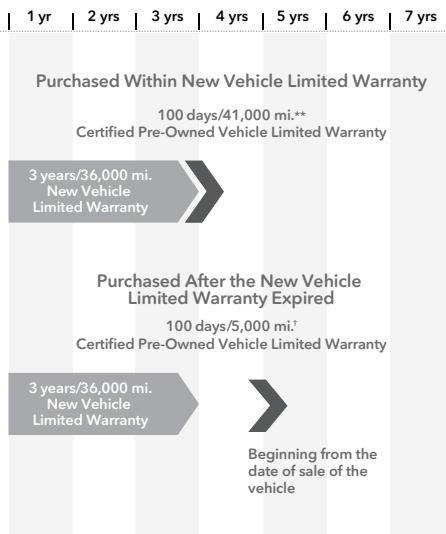 1 yr 2 yrs 3 yrs 4 yrs 5 yrs 6 yrs 7 yrs
Purchased Within New Vehicle Limited Warranty
100 days/41,000 mi.**
Certified Pre-Owned Vehicle Limited Warranty
3 years/36,000 mi.
New Vehicle
Limited Warranty
Purchased After the New Vehicle
Limited Warranty Expired
100 days/5,000 mi.†
Certified Pre-Owned Vehicle Limited Warranty
3 years/36,000 mi.
New Vehicle
Limited Warranty
Beginning from the
date of sale of the
vehicle